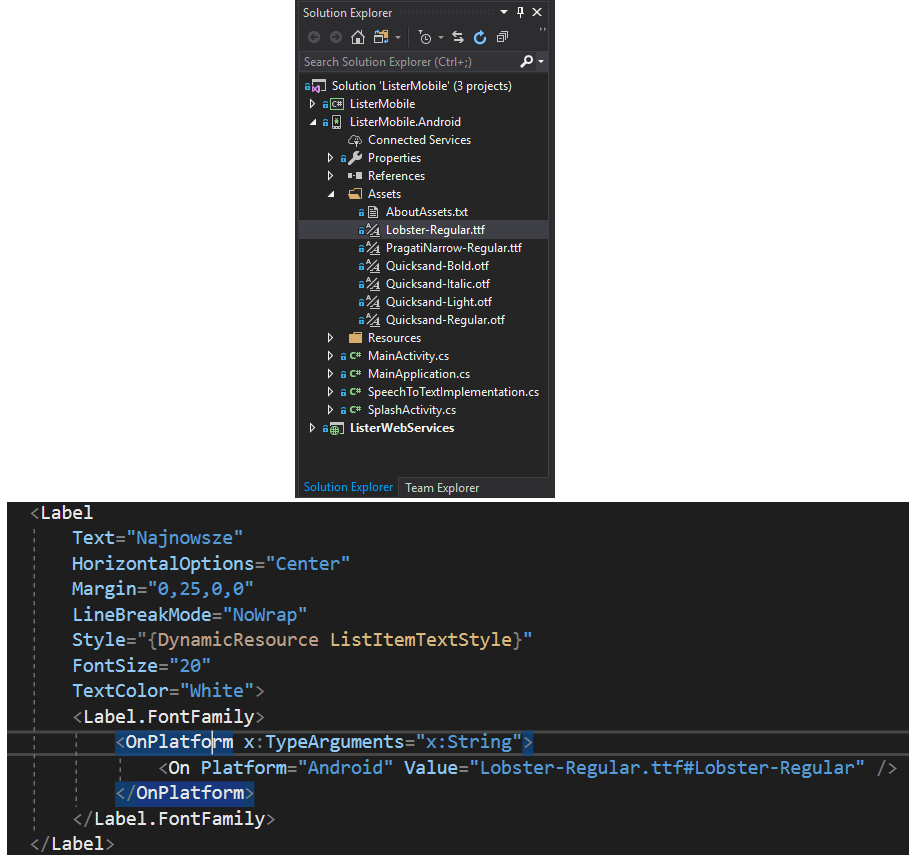 Solution Explorer
Search Solution Explorer (Ctrl+;)
Solution 'ListerMobile' (3 projects)
C# ListerMobile
ListerMobile.Android
Connected Services
Properties
References
Assets
AboutAssets.txt
Lobster-Regular.ttf
PragatiNarrow-Regular.ttf
Quicksand-Bold.otf
Quicksand-Italic.otf
Quicksand-Light.otf
Quicksand-Regular.otf
Resources
C# MainActivity.cs
C# MainApplication.cs
C# SpeechToTextImplementation.cs
C# SplashActivity.cs
ListerWebServices
Solution Explorer Team Explorer
<Label
Text="Najnowsze"
HorizontalOptions="Center"
Margin="0,25,0,0"
LineBreakMode="NoWrap"
Style="{DynamicResource ListItemTextStyle}"
FontSize="20"
TextColor="White">
<Label.FontFamily>
<OnPlatform x:TypeArguments="x:String">
<On Platform="Android" Value="Lobster-Regular.ttf#Lobster-Regular" />
</OnPlatform>
</Label.FontFamily>
</Label>